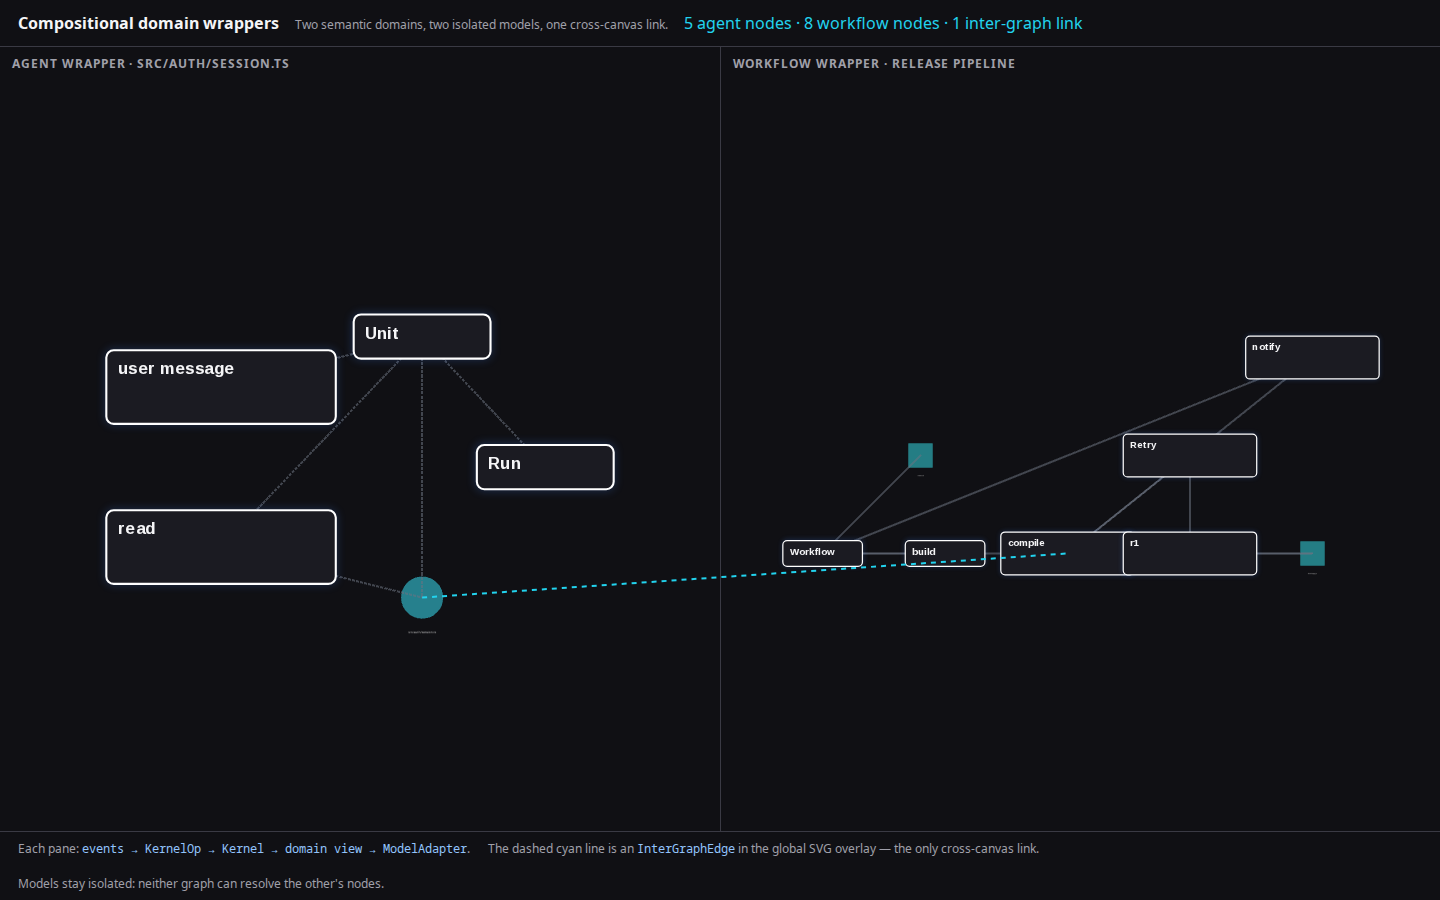 Compositional domain wrappers Two semantic domains, two isolated models, one cross-canvas link. 5 agent nodes · 8 workflow nodes · 1 inter-graph link
AGENT WRAPPER · SRC/AUTH/SESSION.TS
WORKFLOW WRAPPER · RELEASE PIPELINE
Unit
user message
Run
read
notify
Retry
Workflow
build
compile
r1
Each pane: events → KernelOp → Kernel → domain view → ModelAdapter. The dashed cyan line is an InterGraphEdge in the global SVG overlay — the only cross-canvas link.
Models stay isolated: neither graph can resolve the other's nodes.